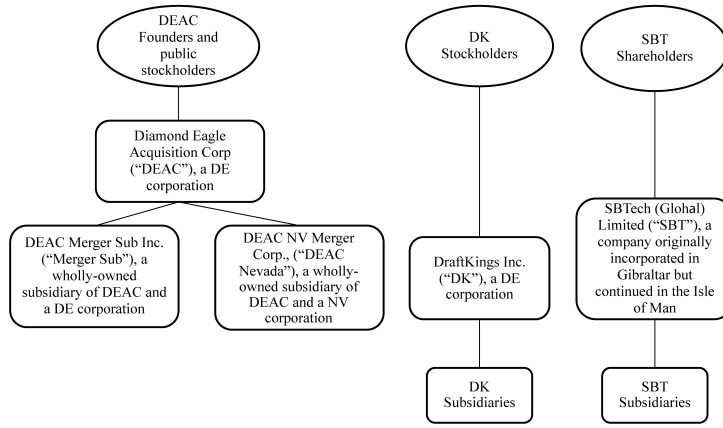 DEAC
Founders and
public
stockholders
DK
Stockholders
SBT
Shareholders
Diamond Eagle
Acquisition Corp
(“DEAC”), a DE
corporation
DEAC Merger Sub Inc.
(“Merger Sub”), a
wholly-owned
subsidiary of DEAC and
a DE corporation
DEAC NV Merger
Corp., (“DEAC
Nevada”), a wholly-
owned subsidiary of
DEAC and a NV
corporation
DraftKings Inc.
(“DK”), a DE
corporation
SBTech (Glohal)
Limited (“SBT”), a
company originally
incorporated in
Gibraltar but
continued in the Isle
of Man
DK
Subsidiaries
SBT
Subsidiaries